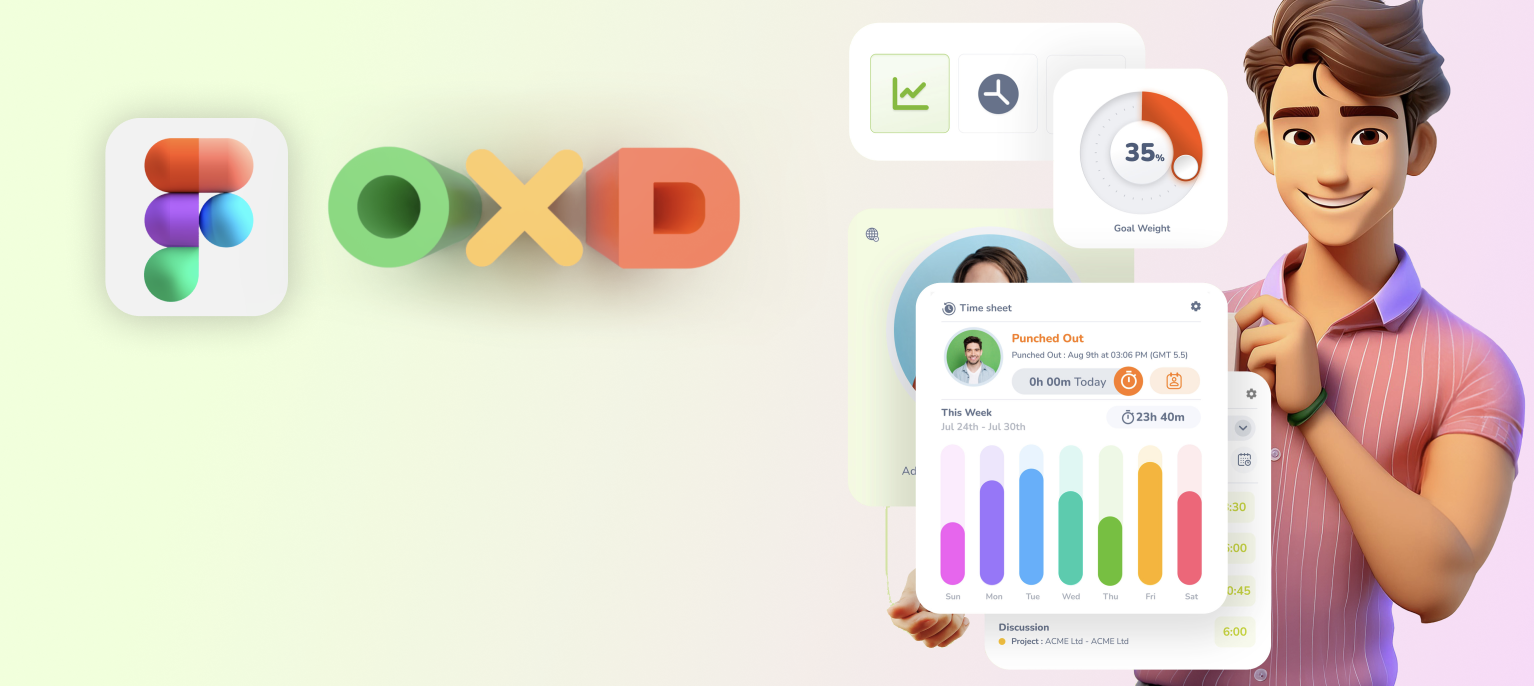 OXD
35%
Goal Weight
Time sheet
Punched Out
Punched Out : Aug 9th at 03:06 PM (GMT 5.5)
0h 00m Today
This Week
23h 40m
Jul 24th - Jul 30th
Ad
:30
:00
0:45
Sun Mon Tue Wed Thu Fri Sat
Discussion
6:00
Project : ACME Ltd - ACME Ltd